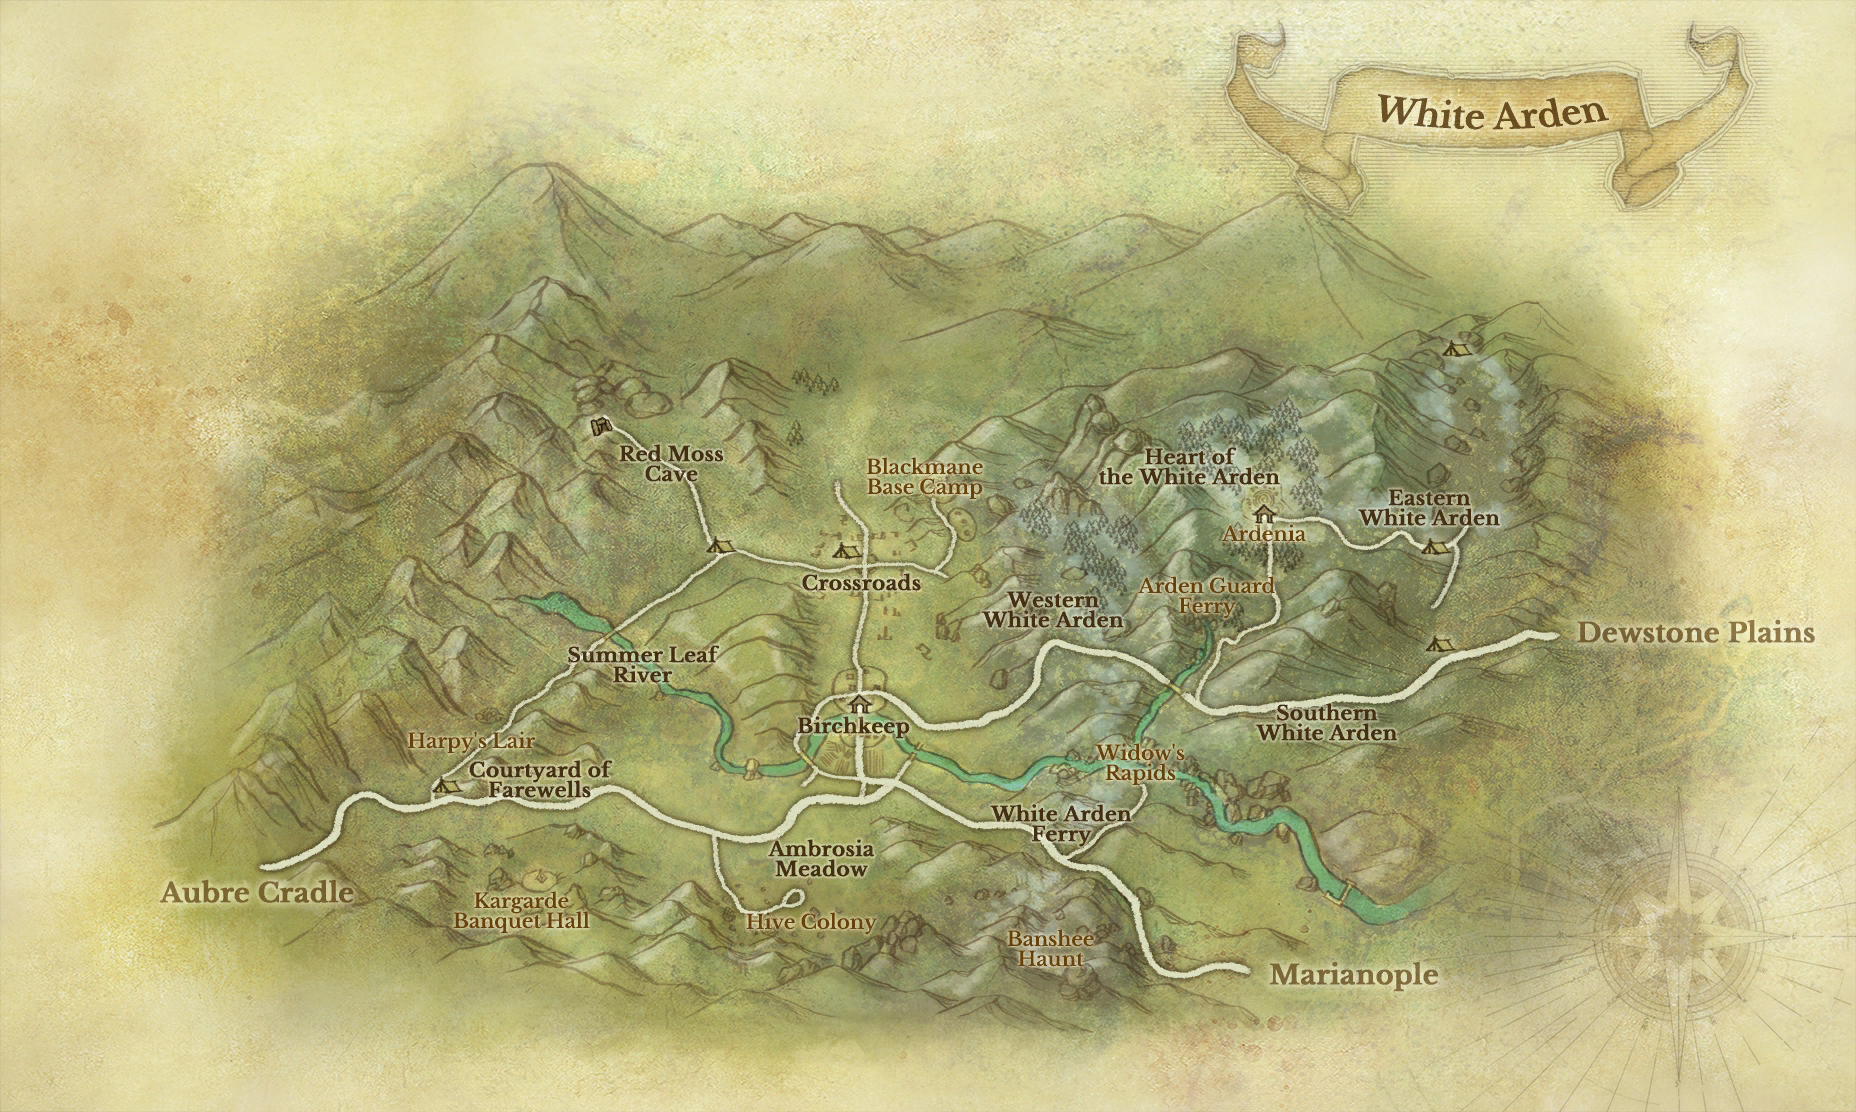 White Arden
Red Moss
Cave
Blackmane
Base Camp
Heart of
the White Arden
Eastern
White Arden
Ardenia
Crossroads
Arden Guard
Ferry
Western
White Arden
Dewstone Plains
Summer Leaf
River
Birchkeep
Southern
White Arden
Harpy's Lair
Widow's
Rapids
Courtyard of
Farewells
White Arden
Ferry
Ambrosia
Meadow
Aubre Cradle
Kargarde
Banquet Hall
Hive Colony
Banshee
Haunt
Marianople